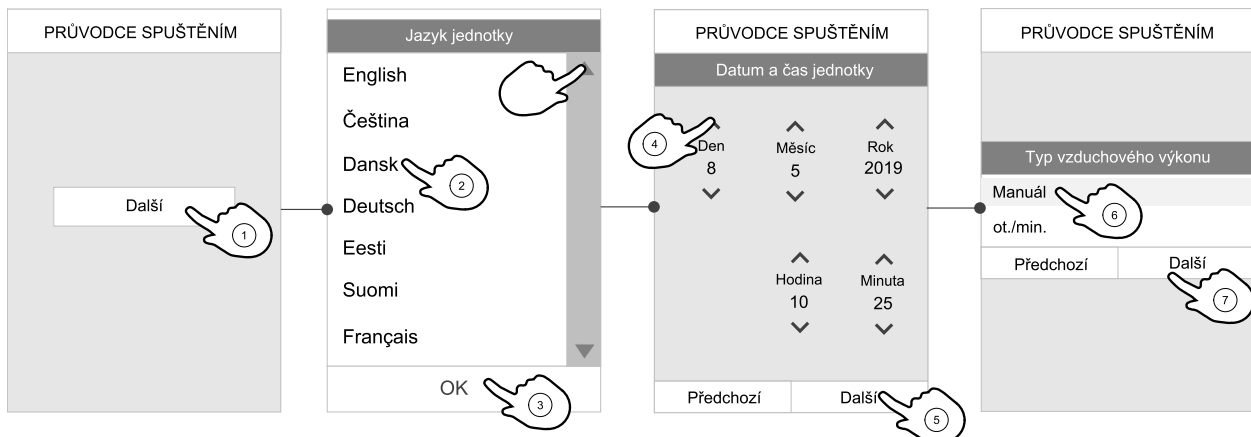 PRŮVODCE SPUŠTĚNÍM
Další
1
Jazyk jednotky
English
Čeština
Dansk
2
Deutsch
Eesti
Suomi
Français
OK
3
PRŮVODCE SPUŠTĚNÍM
Datum a čas jednotky
4
Den Měsíc Rok
8 5 2019
Hodina Minuta
10 25
Předchozí Další
5
PRŮVODCE SPUŠTĚNÍM
Typ vzduchového výkonu
Manuál
6
ot./min.
Předchozí Další
7